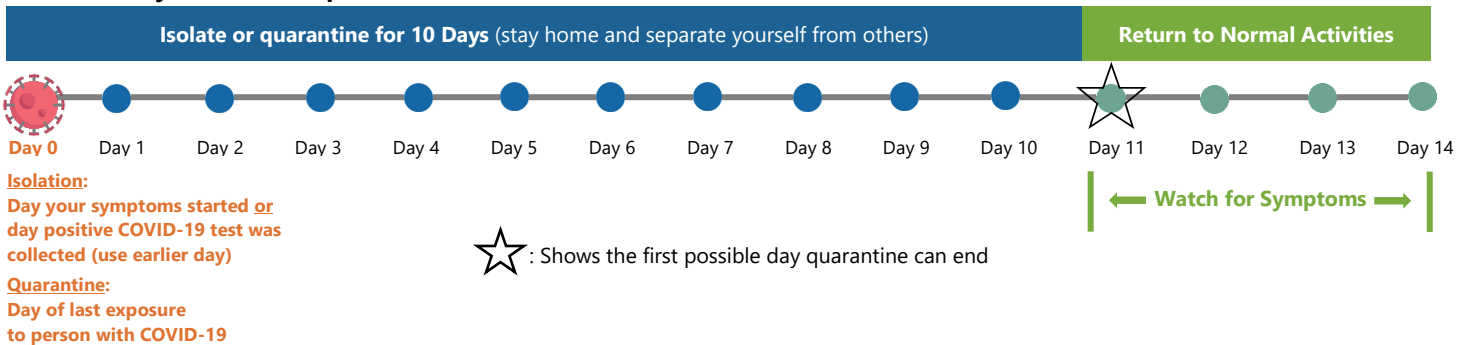 Isolate or quarantine for 10 Days (stay home and separate yourself from others)
Return to Normal Activities
Day 0 Day 1 Day 2 Day 3 Day 4 Day 5 Day 6 Day 7 Day 8 Day 9 Day 10 Day 11 Day 12 Day 13 Day 14
Isolation:
Day your symptoms started or
day positive COVID-19 test was
collected (use earlier day)
Watch for Symptoms
: Shows the first possible day quarantine can end
Quarantine:
Day of last exposure
to person with COVID-19